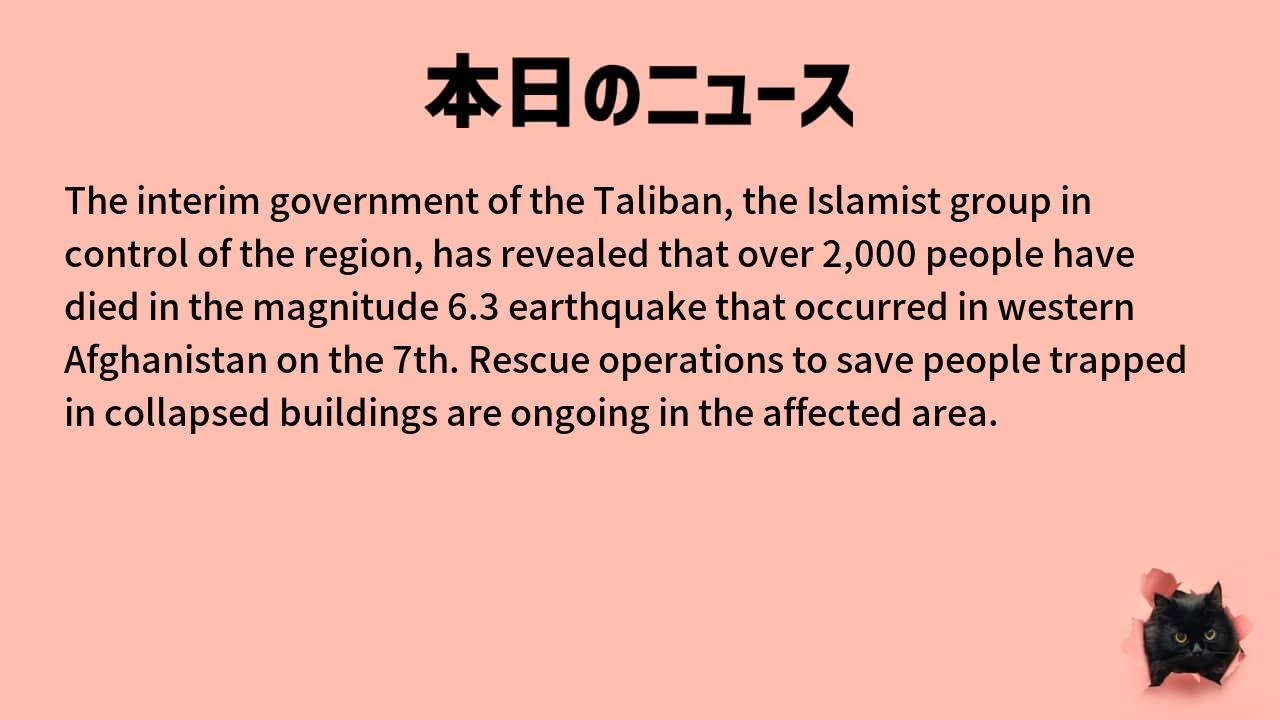 本日のニュース
The interim government of the Taliban, the Islamist group in
control of the region, has revealed that over 2,000 people have
died in the magnitude 6.3 earthquake that occurred in western
Afghanistan on the 7th. Rescue operations to save people trapped
in collapsed buildings are ongoing in the affected area.